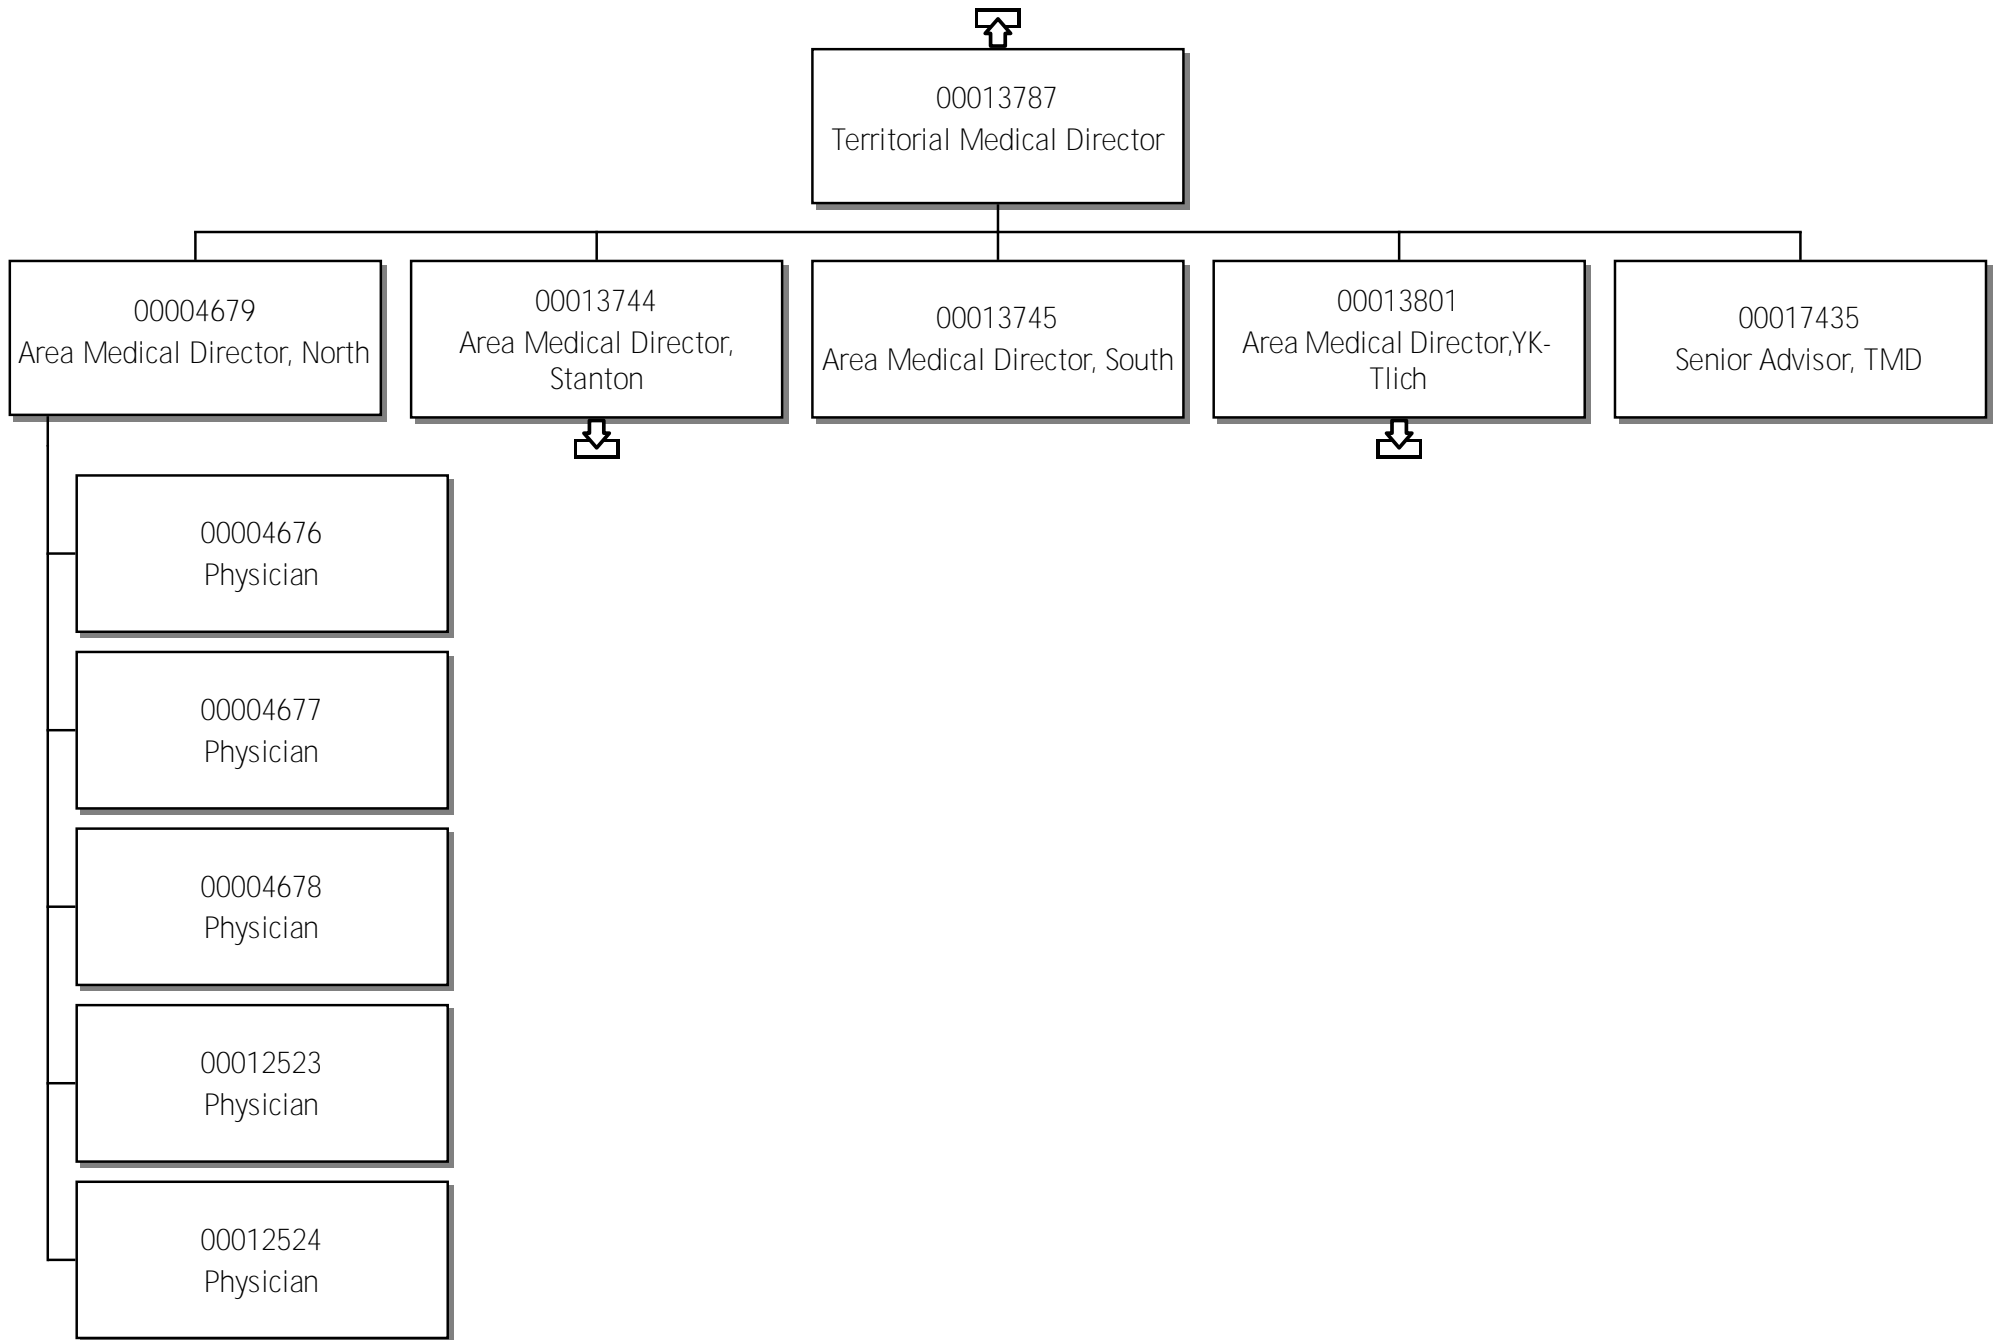 00013787
Territorial Medical Director
00004679
Area Medical Director, North
00013744
Area Medical Director,
Stanton
00013745
Area Medical Director, South
00013801
Area Medical Director,YK-
Tlich
00017435
Senior Advisor, TMD
00004676
Physician
00004677
Physician
00004678
Physician
00012523
Physician
00012524
Physician